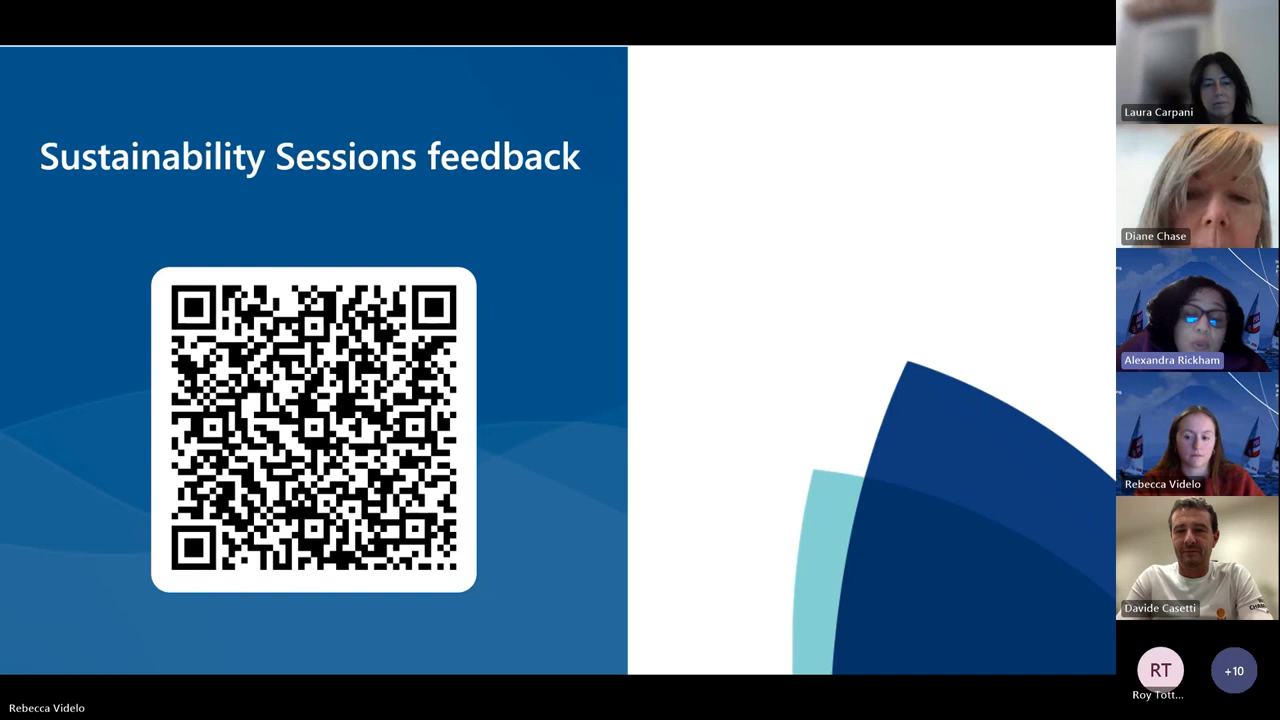 Sustainability Sessions feedback
Laura Carpani
Diane Chase
Alexandra Rickham
Rebecca Videlo
Davide Casetti
RT
+10
Roy Tott...
Rebecca Videlo